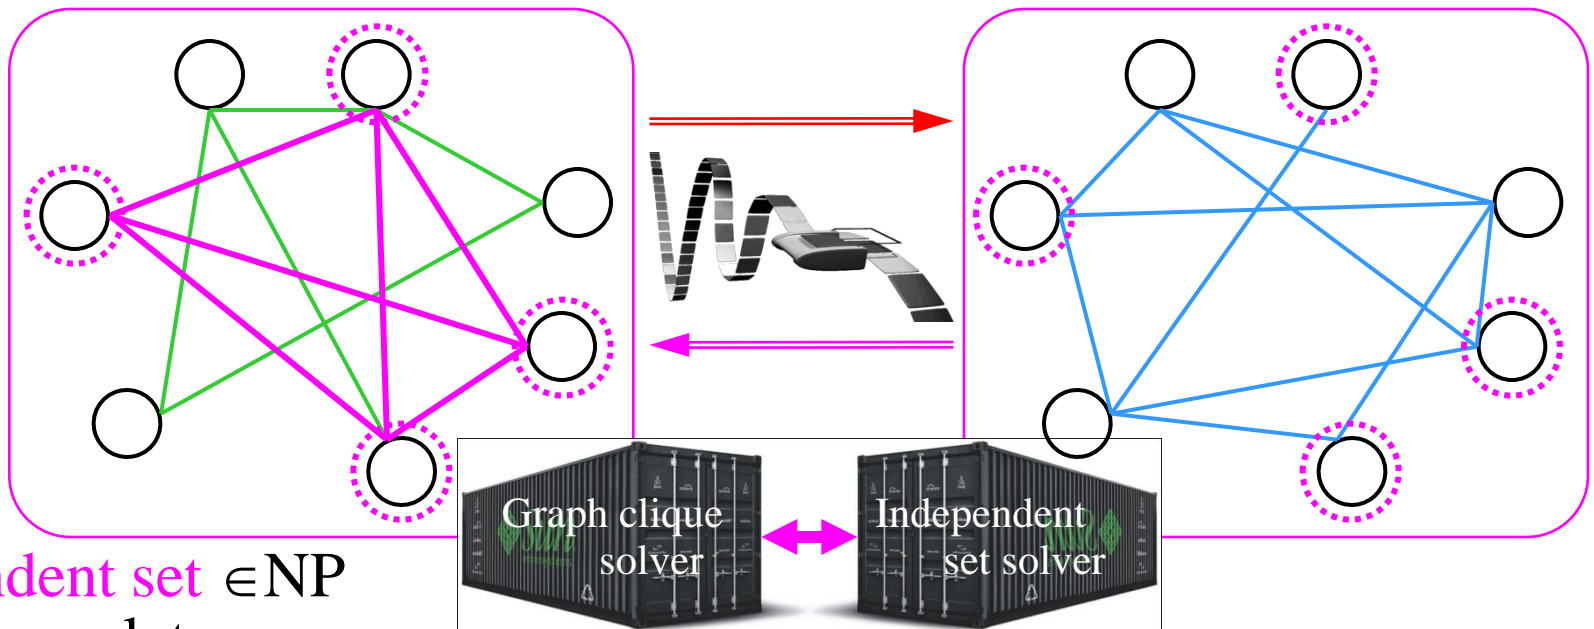 Graph clique
solver
Independent
set solver
ndent set ∈NP